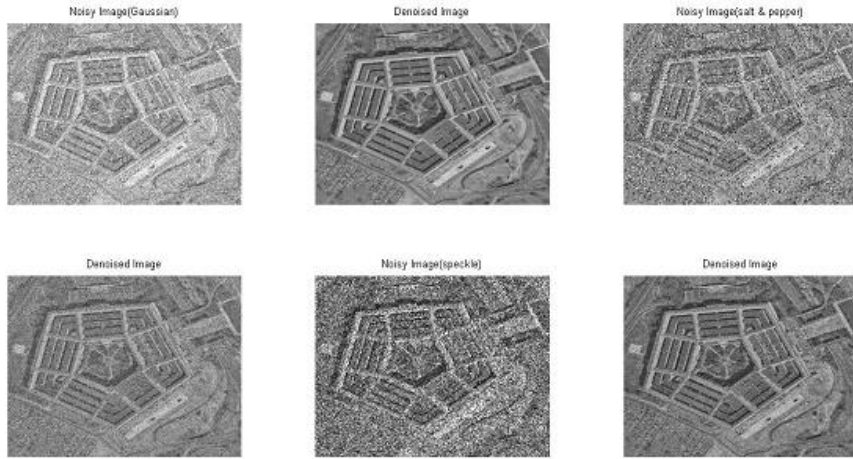 Noisy Image(Gaussian)
Denoised Image
Noisy Image(salt & pepper)
Denoised Image
Noisy Image(speckle)
Denoised Image